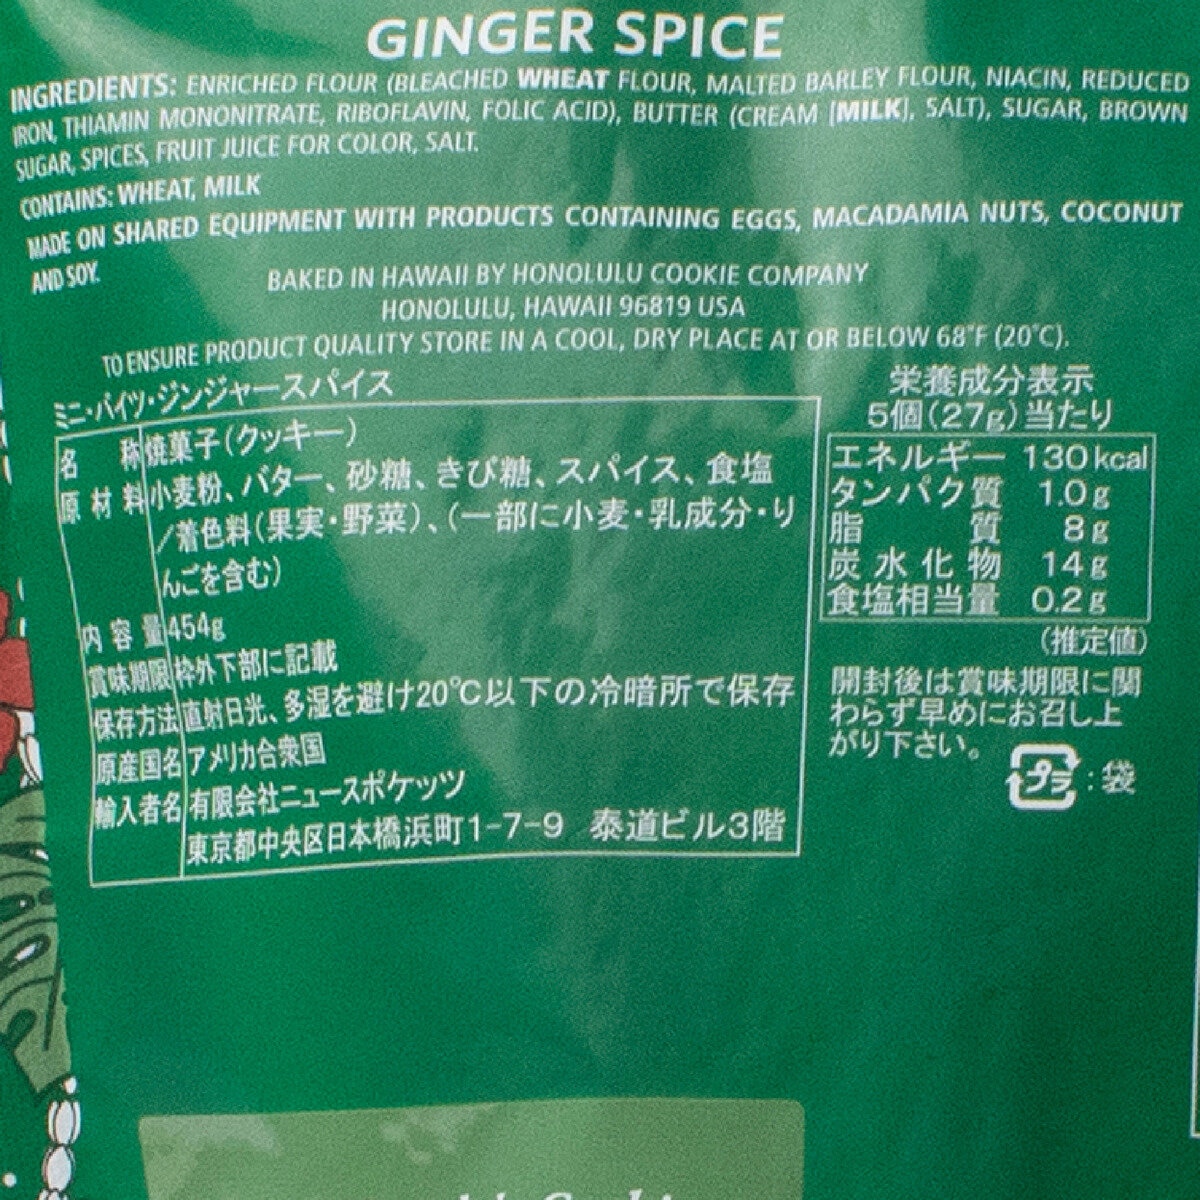 GINGER SPICE
INGREDIENTS: ENRICHED FLOUR (BLEACHED WHEAT FLOUR, MALTED BARLEY FLOUR, NIACIN, REDUCED
IRON, THIAMIN MONONITRATE, RIBOFLAVIN, FOLIC ACID), BUTTER (CREAM [MILK], SALT), SUGAR, BROWN
SUGAR, SPICES, FRUIT JUICE FOR COLOR, SALT.
CONTAINS: WHEAT, MILK
MADE ON SHARED EQUIPMENT WITH PRODUCTS CONTAINING EGGS, MACADAMIA NUTS, COCONUT
AND SOY.
BAKED IN HAWAII BY HONOLULU COOKIE COMPANY
HONOLULU, HAWAII 96819 USA
TO ENSURE PRODUCT QUALITY STORE IN A COOL, DRY PLACE AT OR BELOW 68°F (20°C).
ミニ・バイツ・ジンジャースパイス
名 称 焼菓子(クッキー)
原材料 小麦粉、バター、砂糖、きび糖、スパイス、食塩
/着色料(果実・野菜)、(一部に小麦・乳成分・り
んごを含む)
内容量 454g
賞味期限 枠外下部に記載
保存方法 直射日光、多湿を避け20℃以下の冷暗所で保存
原産国名 アメリカ合衆国
輸入者名 有限会社ニュースポケッツ
東京都中央区日本橋浜町1-7-9 泰道ビル3階
栄養成分表示
5個(27g)当たり
エネルギー 130kcal
タンパク質 1.0g
脂質 8g
炭水化物 14g
食塩相当量 0.2g
(推定値)
開封後は賞味期限に関
わらず早めにお召し上
がり下さい。
プラ:袋